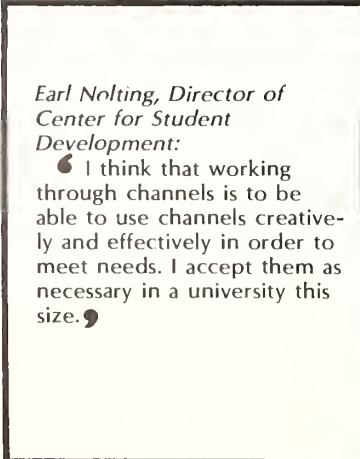 Earl Nolting, Director of
Center for Student
Development:
❛ I think that working
through channels is to be
able to use channels creative-
ly and effectively in order to
meet needs. I accept them as
necessary in a university this
size.❜